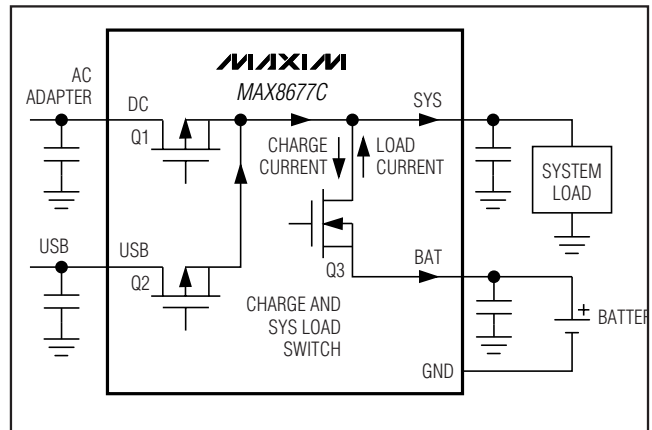 MAXIM
MAX8677C
AC
ADAPTER
DC
Q1
SYS
CHARGE
CURRENT
LOAD
CURRENT
SYSTEM
LOAD
USB
USB
Q2
Q3
BAT
CHARGE AND
SYS LOAD
SWITCH
+
BATTER
GND